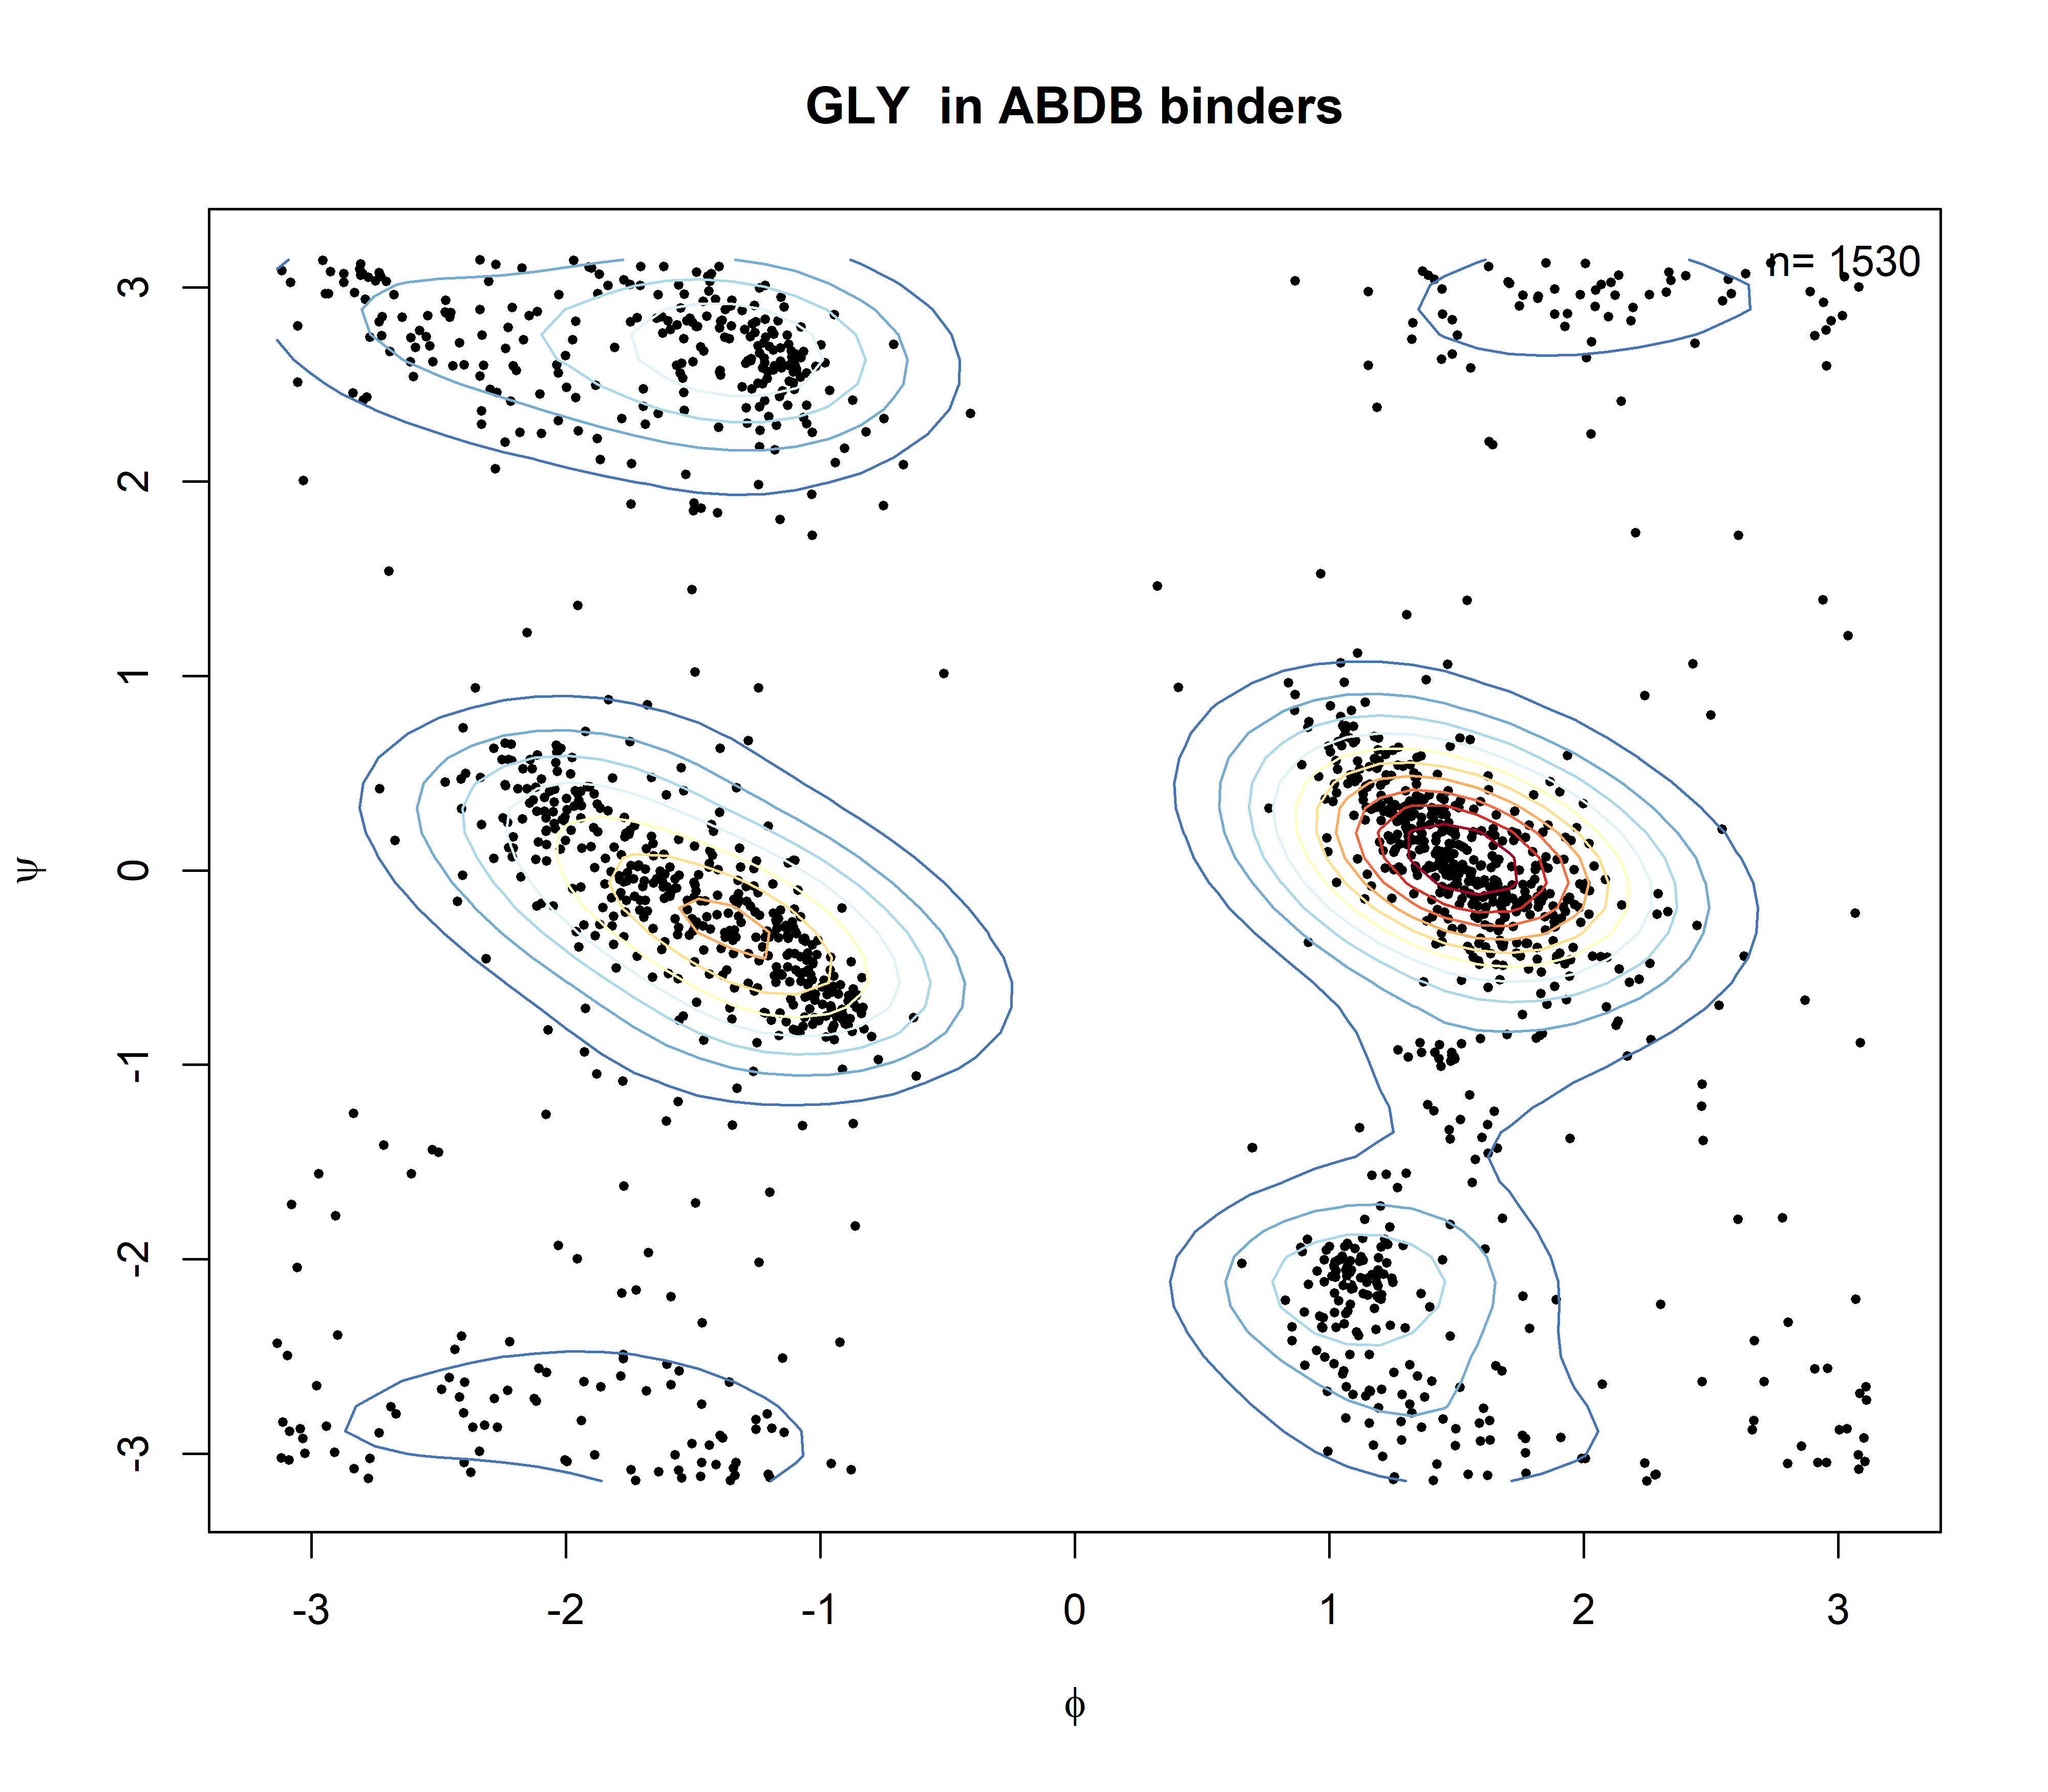 GLY  in ABDB binders
n= 1530
3
2
1
0
-1
-2
-3
ψ
-3 -2 -1 0 1 2 3
ϕ